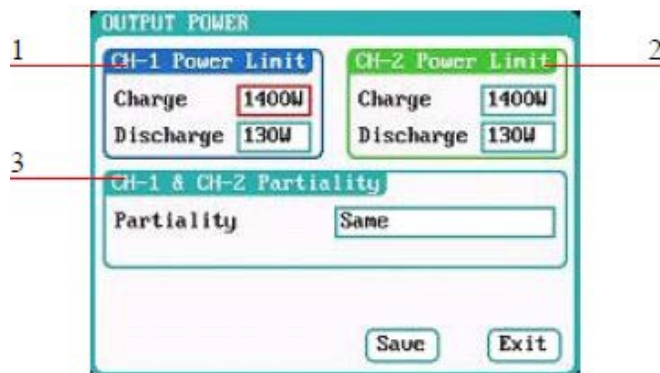 OUTPUT POWER
1
CH-1 Power Limit
CH-2 Power Limit
2
Charge 1400W
Charge 1400W
Discharge 130W
Discharge 130W
3
CH-1 & CH-2 Partiality
Partiality Same
Save Exit